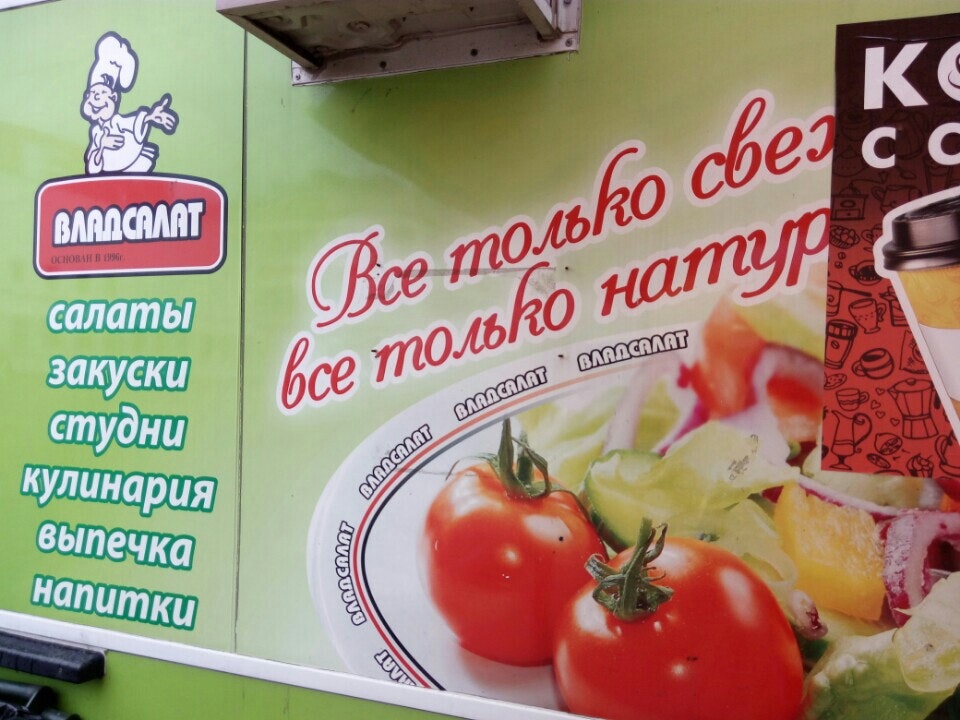 ВЛАДСАЛАТ
ОСНОВАН В 1996г.
салаты
закуски
студни
кулинария
выпечка
напитки
Все только свеж
все только натур
ВЛАДСАЛАТ
ВЛАДСАЛАТ
ВЛАДСАЛАТ
ВЛАДСАЛАТ